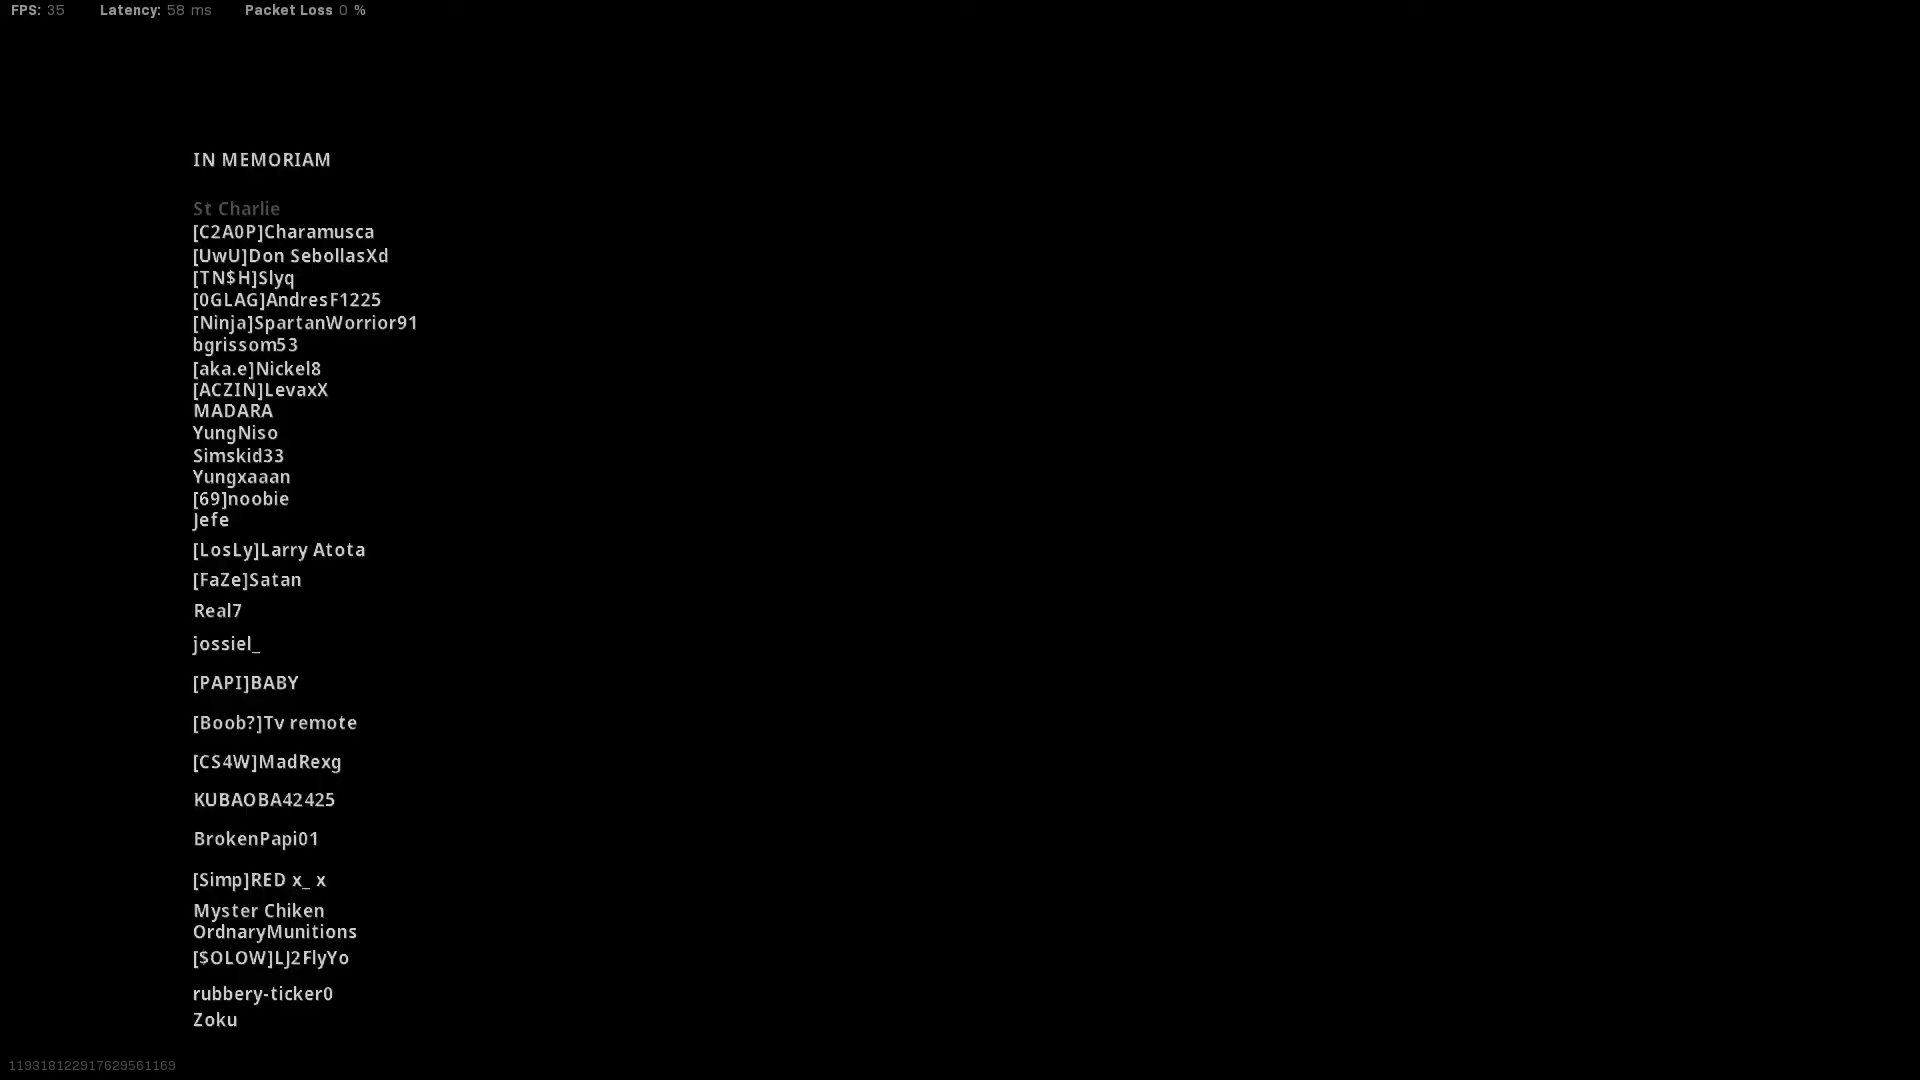 FPS: 35 Latency: 58 ms Packet Loss 0 %
IN MEMORIAM
St Charlie
[C2A0P]Charamusca
[UwU]Don SebollasXd
[TN$H]Slyq
[0GLAG]AndresF1225
[Ninja]SpartanWorrior91
bgrissom53
[aka.e]Nickel8
[ACZIN]LevaxX
MADARA
YungNiso
Simskid33
Yungxaaan
[69]noobie
Jefe
[LosLy]Larry Atota
[FaZe]Satan
Real7
jossiel_
[PAPI]BABY
[Boob?]Tv remote
[CS4W]MadRexg
KUBAOBA42425
BrokenPapi01
[Simp]RED x_ x
Myster Chiken
OrdnaryMunitions
[$OLOW]LJ2FlyYo
rubbery-ticker0
Zoku
119318122917629561169